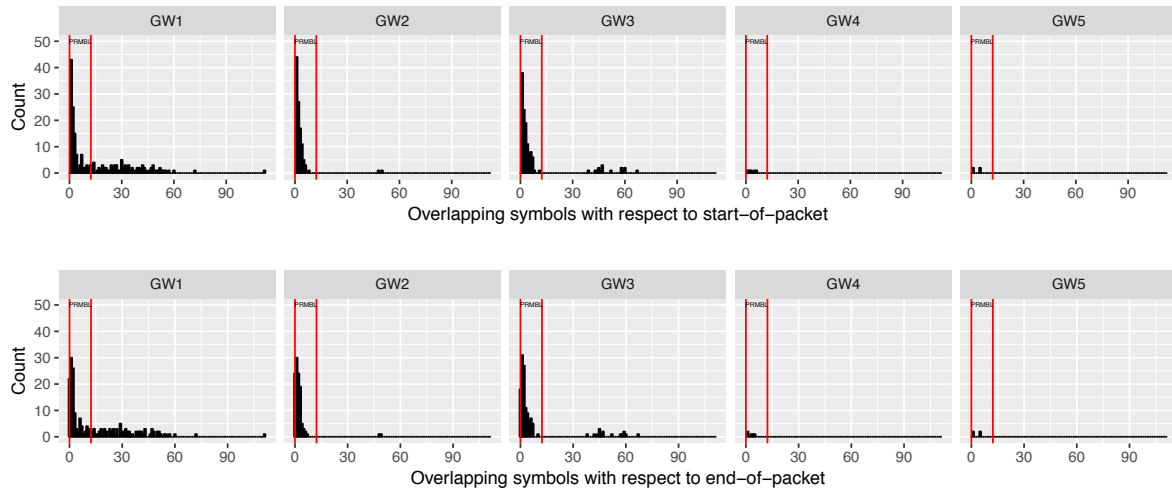 GW1 GW2 GW3 GW4 GW5
PRMBL PRMBL PRMBL PRMBL PRMBL
50
40
30
20
10
0
Count
0 30 60 90 0 30 60 90 0 30 60 90 0 30 60 90 0 30 60 90
Overlapping symbols with respect to start−of−packet
GW1 GW2 GW3 GW4 GW5
PRMBL PRMBL PRMBL PRMBL PRMBL
50
40
30
20
10
0
Count
0 30 60 90 0 30 60 90 0 30 60 90 0 30 60 90 0 30 60 90
Overlapping symbols with respect to end−of−packet